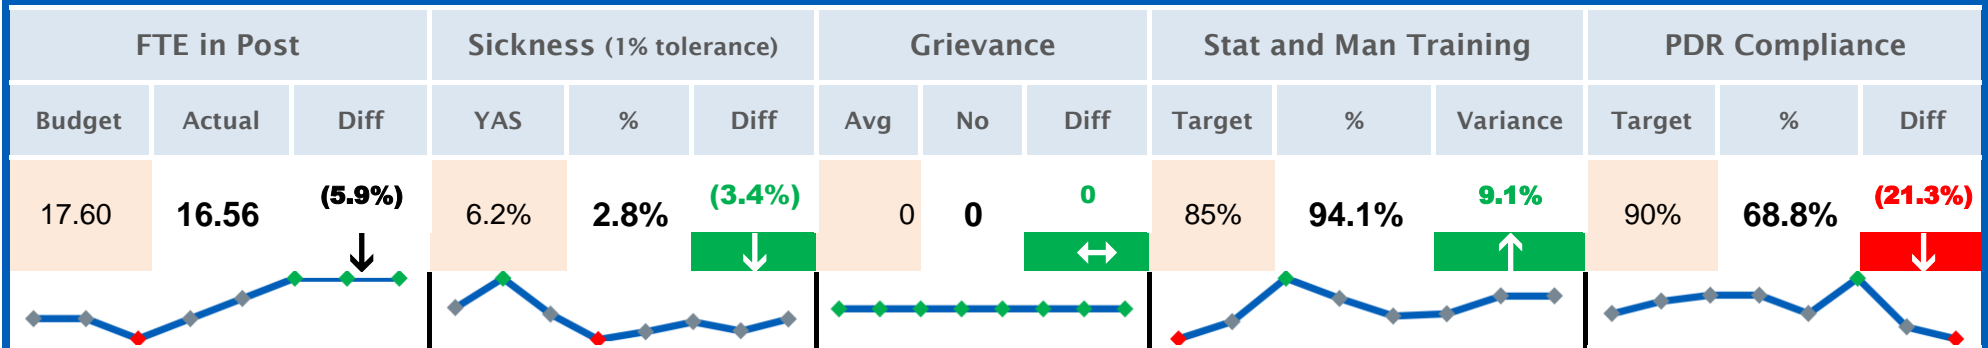 FTE in Post Sickness (1% tolerance) Grievance Stat and Man Training PDR Compliance
Budget Actual Diff YAS % Diff Avg No Diff Target % Variance Target % Diff
17.60 16.56 (5.9%) 6.2% 2.8% (3.4%) 0 0 0 85% 94.1% 9.1% 90% 68.8% (21.3%)